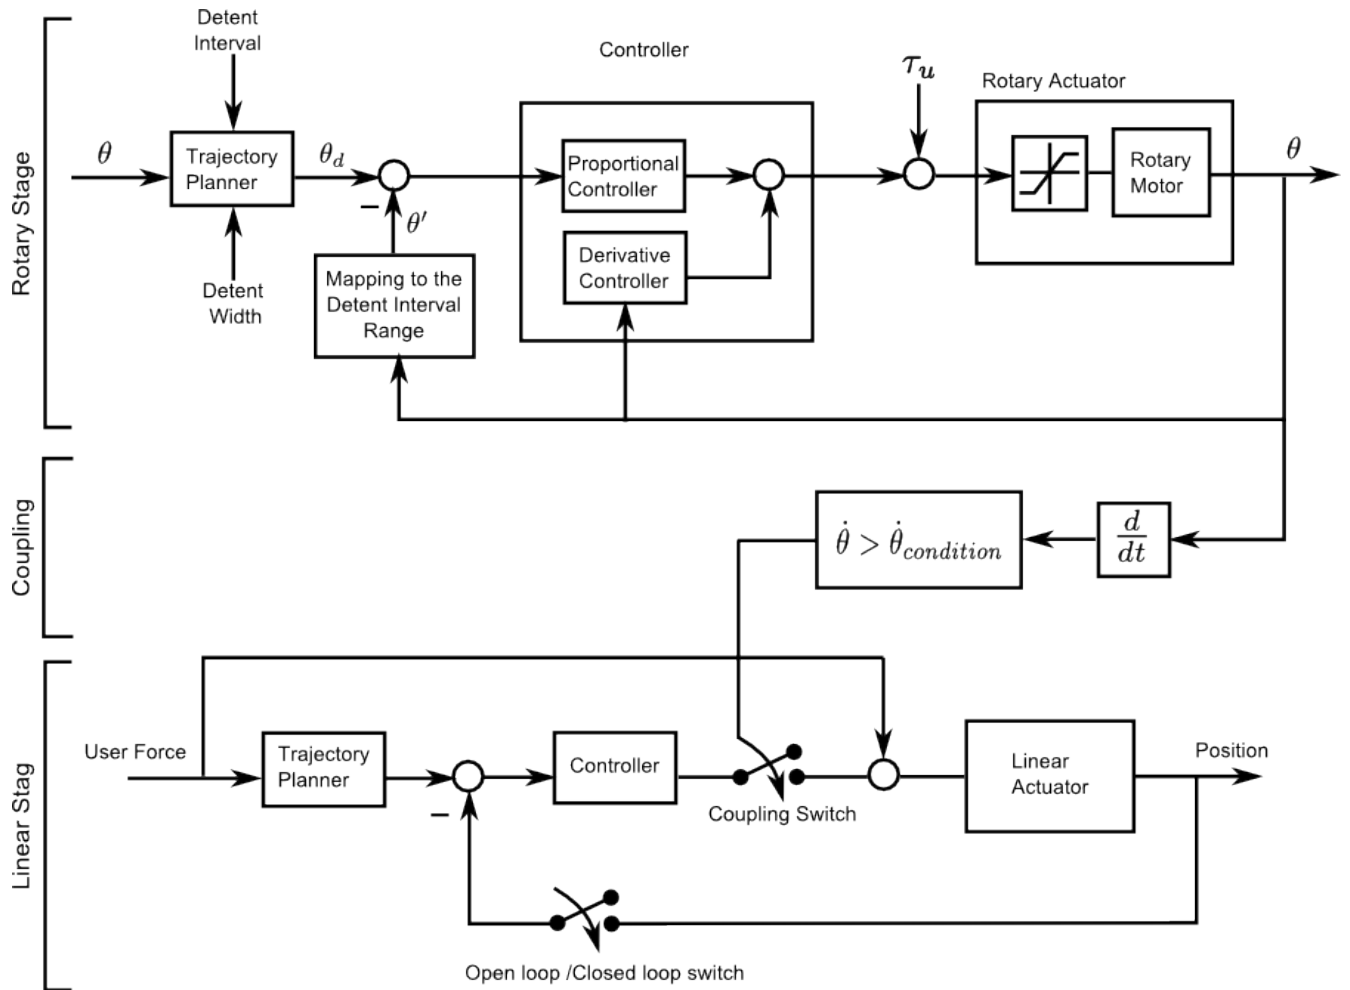 Rotary Stage
Detent
Interval
θ
Trajectory
Planner
Detent
Width
θd
−
θ'
Mapping to the
Detent Interval
Range
Controller
Proportional
Controller
Derivative
Controller
τu
Rotary Actuator
Rotary
Motor
θ
Coupling
θ̇ > θ̇condition
d
dt
Linear Stag
User Force
Trajectory
Planner
−
Controller
Coupling Switch
Linear
Actuator
Position
Open loop /Closed loop switch